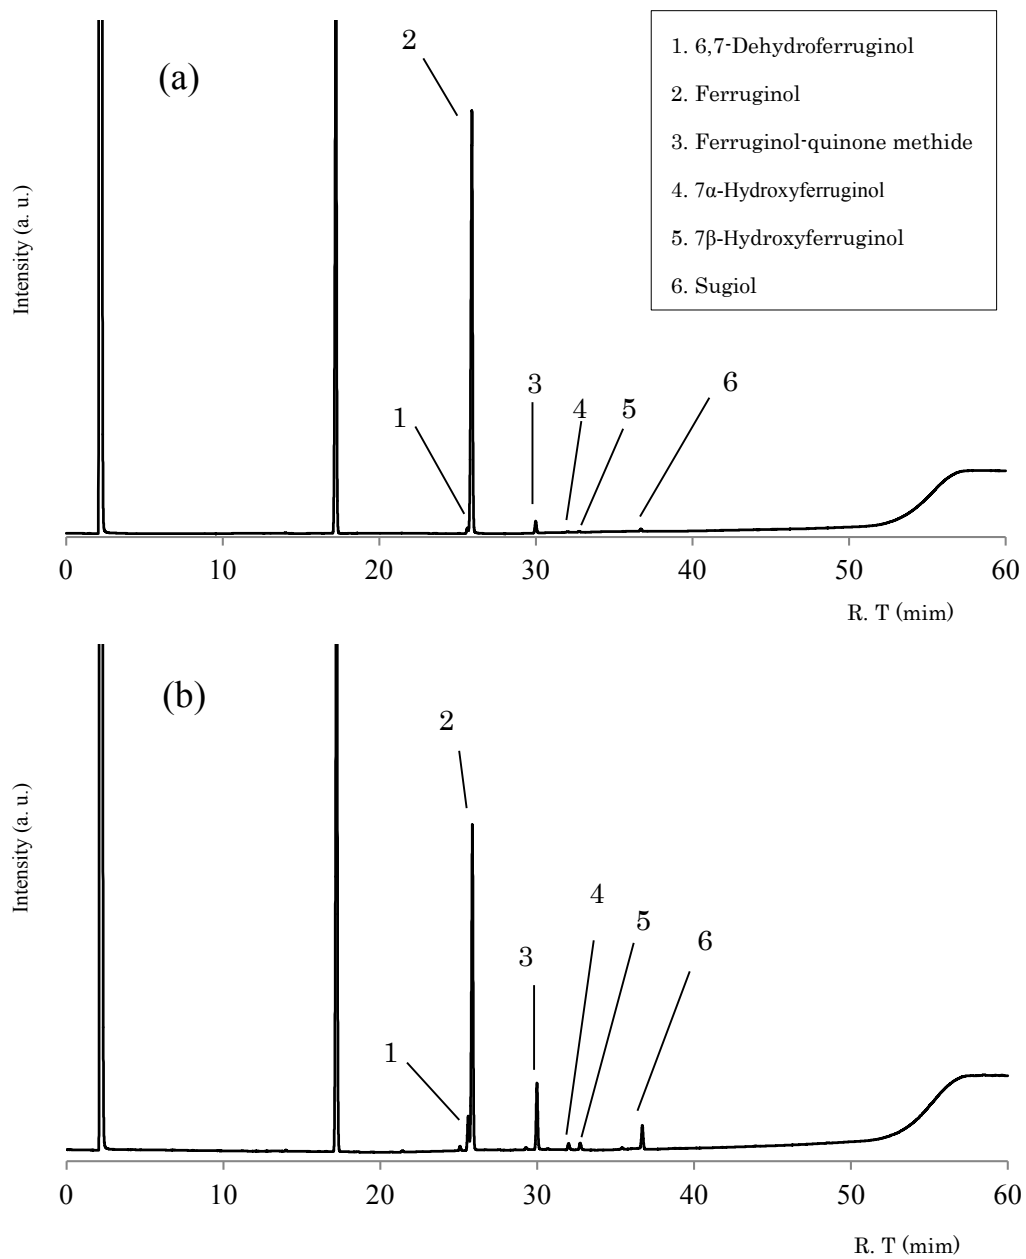 (a)
2
1. 6,7-Dehydroferruginol
2. Ferruginol
3. Ferruginol-quinone methide
4. 7α-Hydroxyferruginol
5. 7β-Hydroxyferruginol
6. Sugiol
Intensity (a. u.)
1
3
4
5
6
0 10 20 30 40 50 60
R. T (mim)
(b)
2
Intensity (a. u.)
1
3
4
5
6
0 10 20 30 40 50 60
R. T (mim)